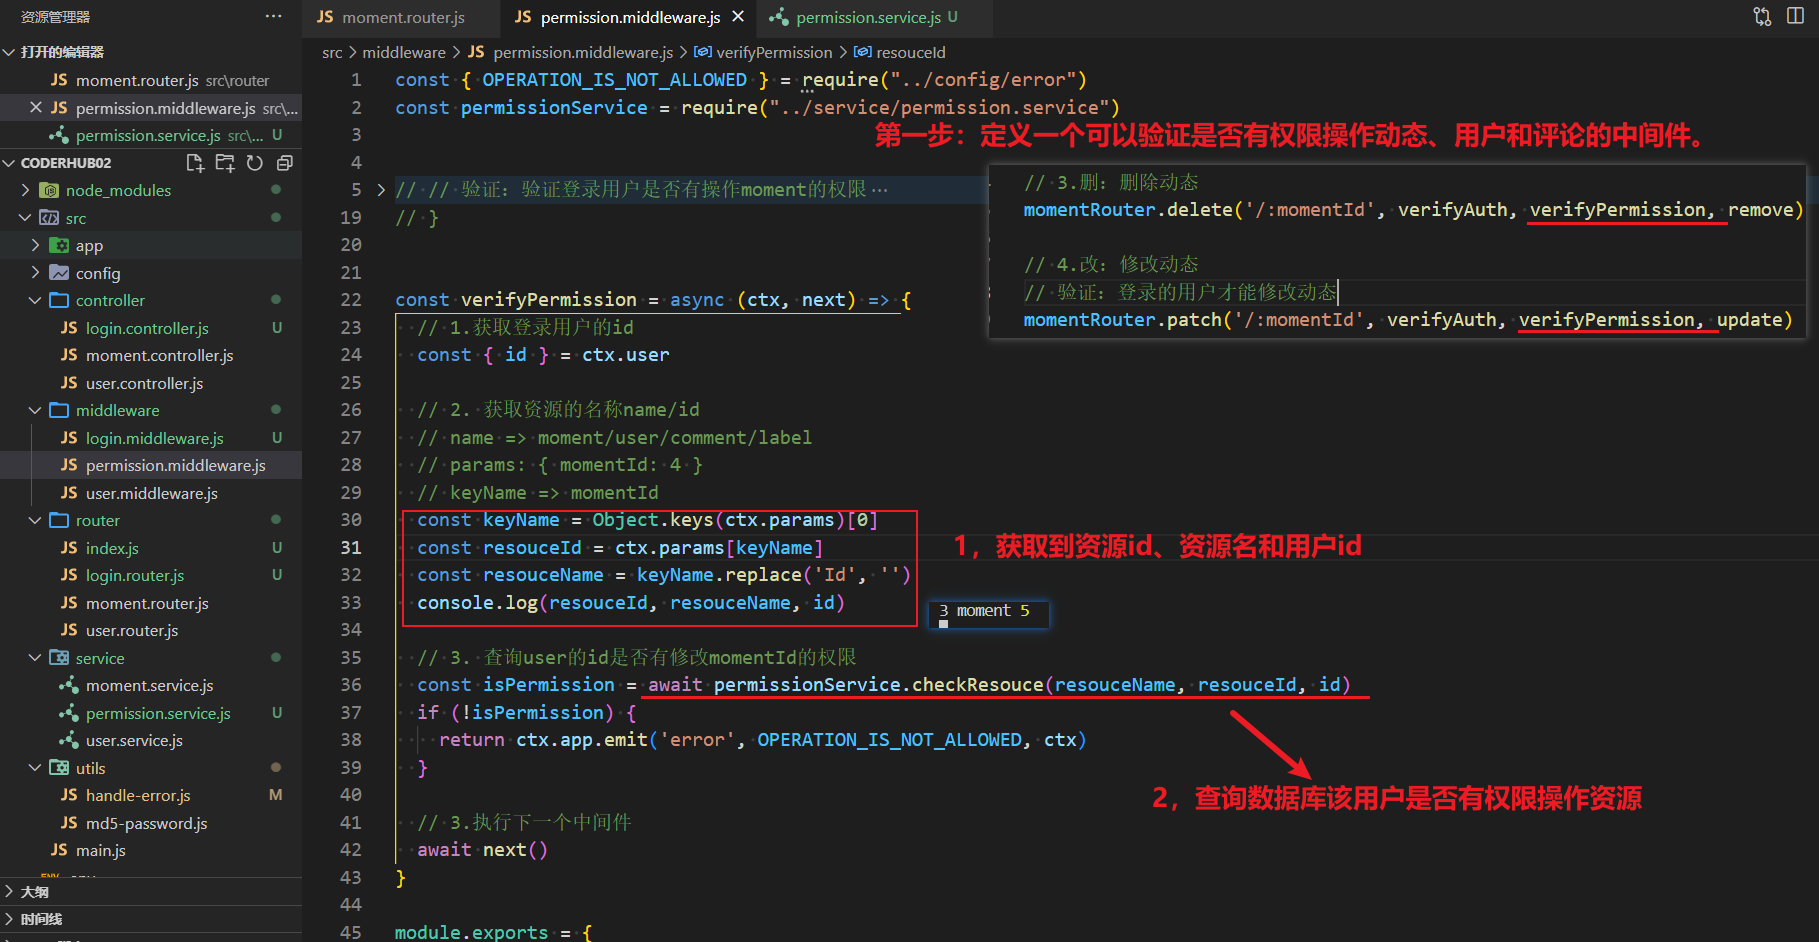 资源管理器
···
JS moment.router.js
JS permission.middleware.js ×
permission.service.js U
打开的编辑器
JS moment.router.js src\router
× JS permission.middleware.js src\...
permission.service.js src\... U
CODERHUB02
node_modules
src
app
config
controller
JS login.controller.js U
JS moment.controller.js
JS user.controller.js
middleware
JS login.middleware.js U
JS permission.middleware.js
JS user.middleware.js
router
JS index.js U
JS login.router.js U
JS moment.router.js
JS user.router.js
service
moment.service.js
permission.service.js U
user.service.js
utils
JS handle-error.js M
JS md5-password.js
JS main.js
大纲
时间线
src > middleware > JS permission.middleware.js > verifyPermission > resouceId
1 const { OPERATION_IS_NOT_ALLOWED } = require("../config/error")
2 const permissionService = require("../service/permission.service")
3
第一步：定义一个可以验证是否有权限操作动态、用户和评论的中间件。
4
5 // // 验证: 验证登录用户是否有操作moment的权限···
19 // }
20
21
// 3.删: 删除动态
momentRouter.delete('/:momentId', verifyAuth, verifyPermission, remove)
// 4.改: 修改动态
// 验证: 登录的用户才能修改动态
momentRouter.patch('/:momentId', verifyAuth, verifyPermission, update)
22 const verifyPermission = async (ctx, next) => {
23 // 1.获取登录用户的id
24 const { id } = ctx.user
25
26 // 2. 获取资源的名称name/id
27 // name => moment/user/comment/label
28 // params: { momentId: 4 }
29 // keyName => momentId
30 const keyName = Object.keys(ctx.params)[0]
31 const resouceId = ctx.params[keyName]
1，获取到资源id、资源名和用户id
32 const resouceName = keyName.replace('Id', '')
33 console.log(resouceId, resouceName, id)
3 moment 5
34
35 // 3. 查询user的id是否有修改momentId的权限
36 const isPermission = await permissionService.checkResouce(resouceName, resouceId, id)
37 if (!isPermission) {
38 return ctx.app.emit('error', OPERATION_IS_NOT_ALLOWED, ctx)
39 }
40
2，查询数据库该用户是否有权限操作资源
41 // 3.执行下一个中间件
42 await next()
43 }
44
45 module.exports = {